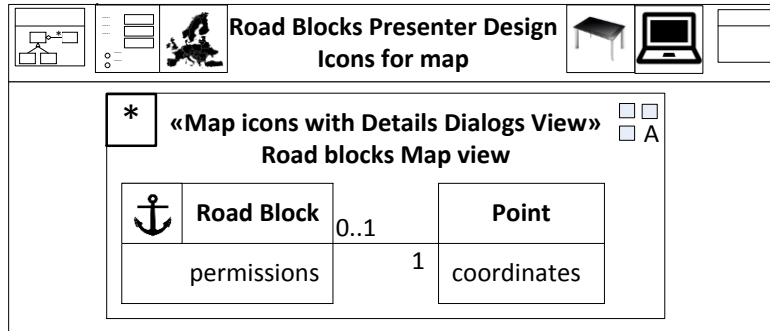 Road Blocks Presenter Design
Icons for map
*
* «Map icons with Details Dialogs View»
A
Road blocks Map view
Road Block
0..1
Point
permissions
1
coordinates